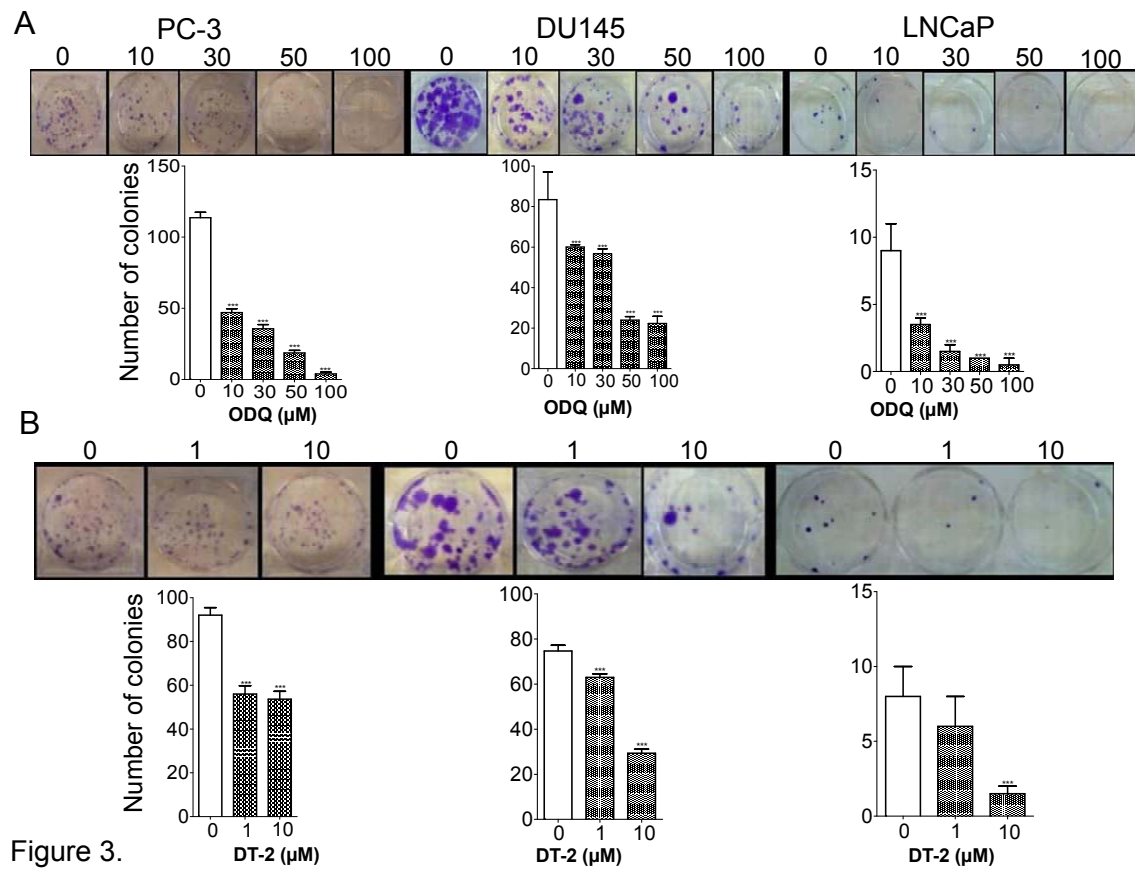 A
PC-3 DU145 LNCaP
0 10 30 50 100 0 10 30 50 100 0 10 30 50 100
Number of colonies
150
100
50
0
*** *** *** ***
0 10 30 50 100
ODQ (µM)
100
80
60
40
20
0
*** *** *** ***
0 10 30 50 100
ODQ (µM)
15
10
5
0
*** *** *** ***
0 10 30 50 100
ODQ (µM)
B
0 1 10 0 1 10 0 1 10
Number of colonies
100
80
60
40
20
0
*** ***
0 1 10
DT-2 (µM)
100
80
60
40
20
0
*** ***
0 1 10
DT-2 (µM)
15
10
5
0
***
0 1 10
DT-2 (µM)
Figure 3.